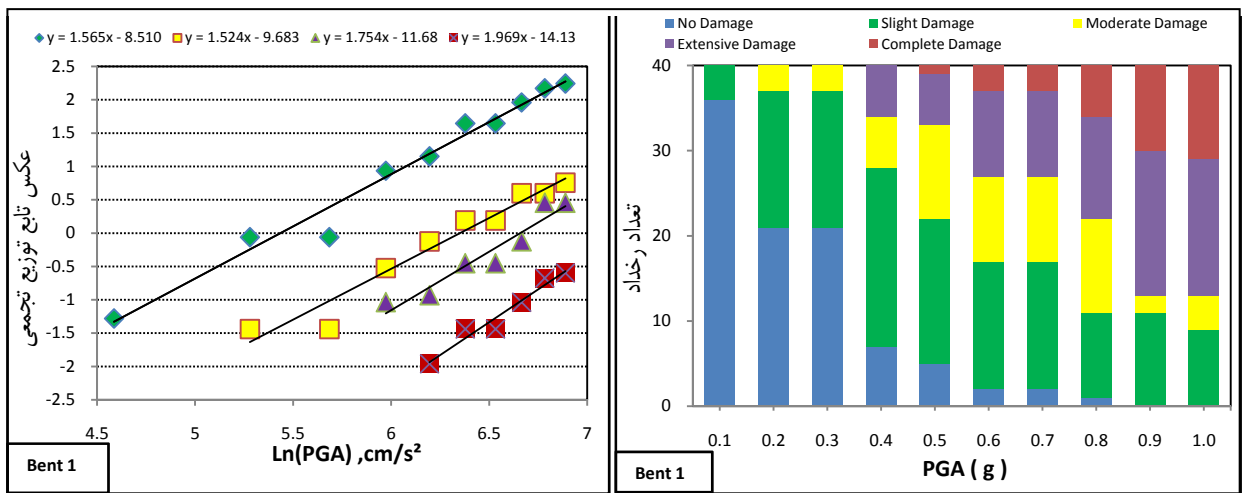 y = 1.565x - 8.510 y = 1.524x - 9.683 y = 1.754x - 11.68 y = 1.969x - 14.13
2.5
2
1.5
1
0.5
0
-0.5
-1
-1.5
-2
-2.5
عکس تابع توزیع تجمعی
4.5 5 5.5 6 6.5 7
Ln(PGA) ,cm/s²
Bent 1
No Damage Slight Damage Moderate Damage
Extensive Damage Complete Damage
40
30
20
10
0
تعداد رخداد
0.1 0.2 0.3 0.4 0.5 0.6 0.7 0.8 0.9 1.0
PGA ( g )
Bent 1